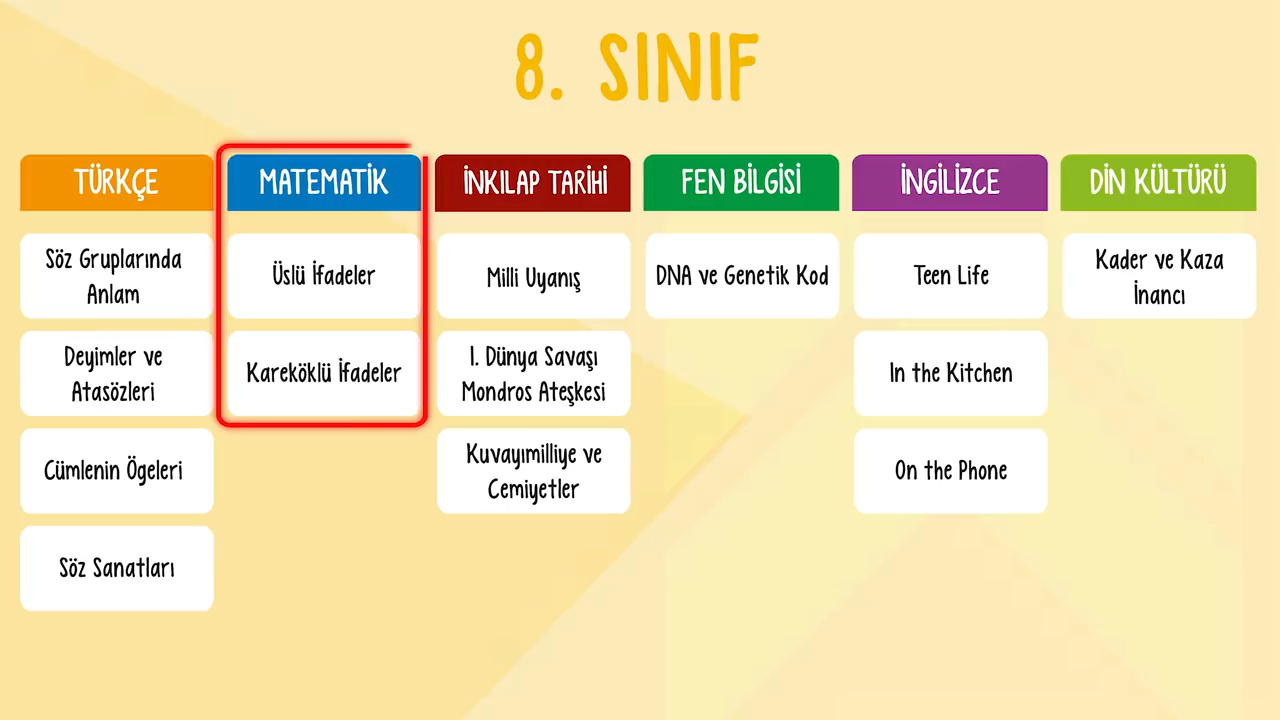 8. SINIF
TÜRKÇE
Söz Gruplarında
Anlam
Deyimler ve
Atasözleri
Cümlenin Ögeleri
Söz Sanatları
MATEMATİK
Üslü İfadeler
Kareköklü İfadeler
İNKILAP TARİHİ
Milli Uyanış
I. Dünya Savaşı
Mondros Ateşkesi
Kuvayımilliye ve
Cemiyetler
FEN BİLGİSİ
DNA ve Genetik Kod
İNGİLİZCE
Teen Life
In the Kitchen
On the Phone
DİN KÜLTÜRÜ
Kader ve Kaza
İnancı